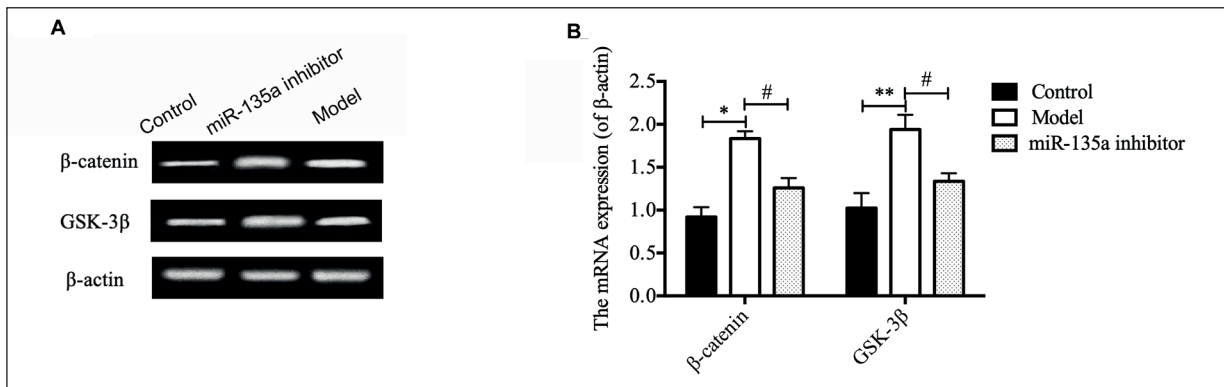 A
Control
miR-135a inhibitor
Model
β-catenin
GSK-3β
β-actin
B
The mRNA expression (of β-actin)
2.5
2.0
1.5
1.0
0.5
0.0
*
#
**
#
β-catenin
GSK-3β
Control
Model
miR-135a inhibitor